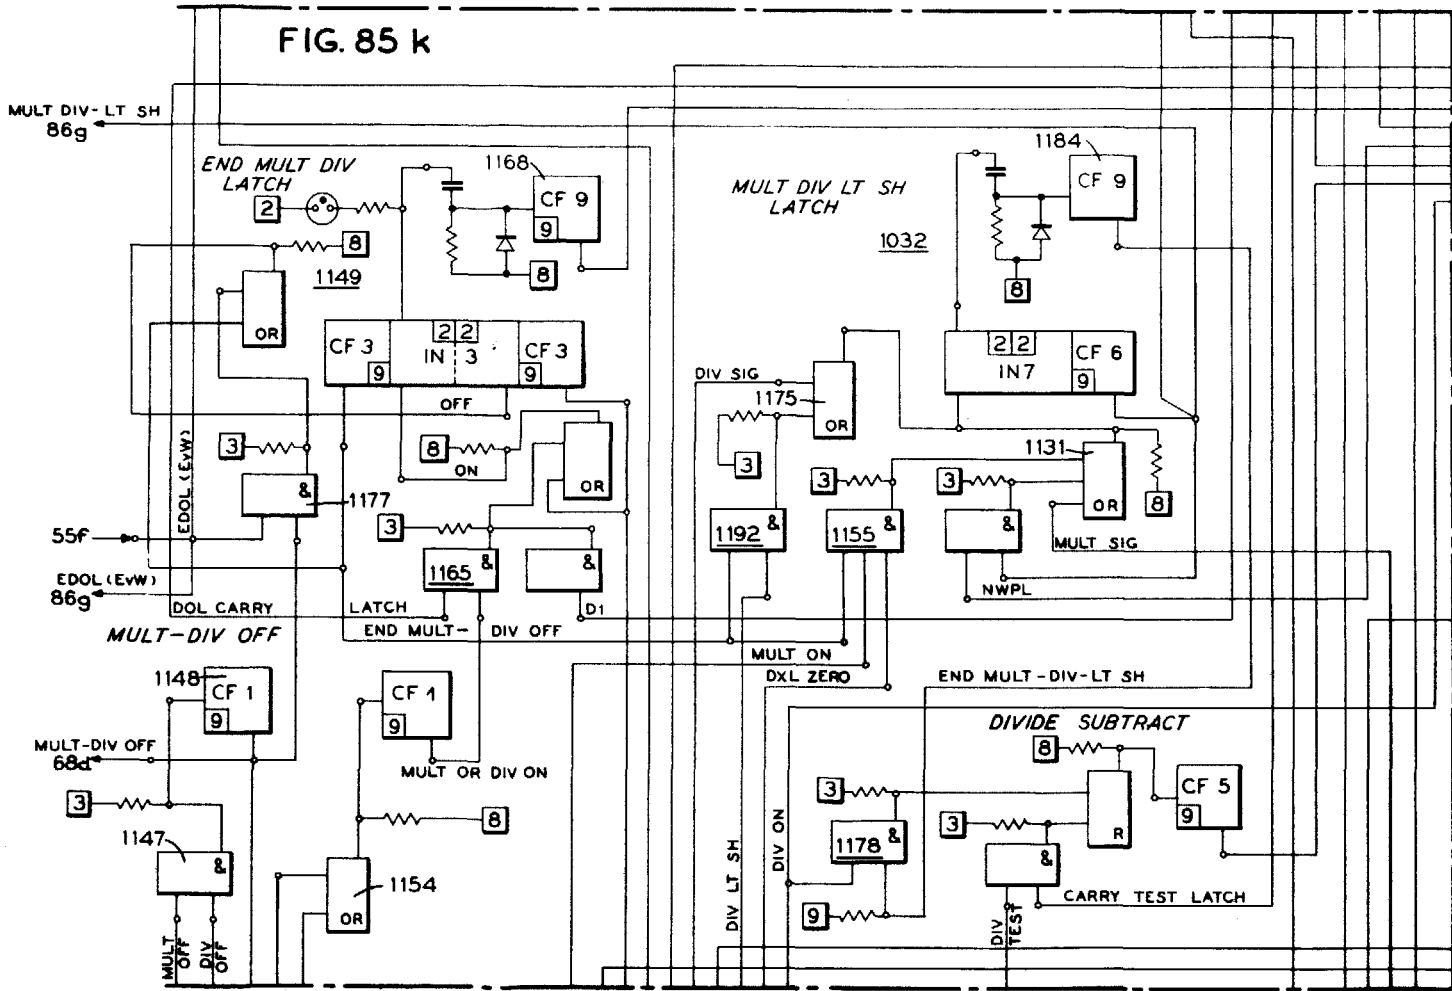 FIG. 85 k
MULT DIV-LT SH
86g
END MULT DIV
LATCH
2
1168
CF 9
9
8
8
1149
OR
MULT DIV LT SH
LATCH
1032
1184
CF 9
8
CF 3
9
2 2
IN 3
CF 3
9
OFF
DIV SIG
1175
OR
3
2 2
IN 7
CF 6
9
EDOL (EvW)
3
&
1177
8
ON
OR
55f
EDOL (EvW)
86g
3
&
1165
&
D1
3
3
1131
OR
8
&
1192
&
1155
&
MULT SIG
NWPL
DOL CARRY LATCH
MULT-DIV OFF
END MULT- DIV OFF
MULT ON
DXL ZERO
END MULT-DIV-LT SH
1148
CF 1
9
CF 1
9
MULT-DIV OFF
68d
MULT OR DIV ON
DIVIDE SUBTRACT
8
CF 5
9
3
8
3
3
R
1147
&
1154
OR
1178
&
&
DIV ON
DIV LT SH
9
CARRY TEST LATCH
MULT
OFF
DIV
OFF
DIV
TEST